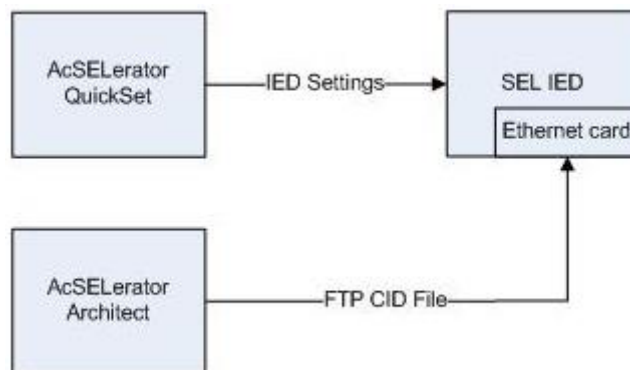 AcSELerator
QuickSet
IED Settings
SEL IED
Ethernet card
AcSELerator
Architect
FTP CID File